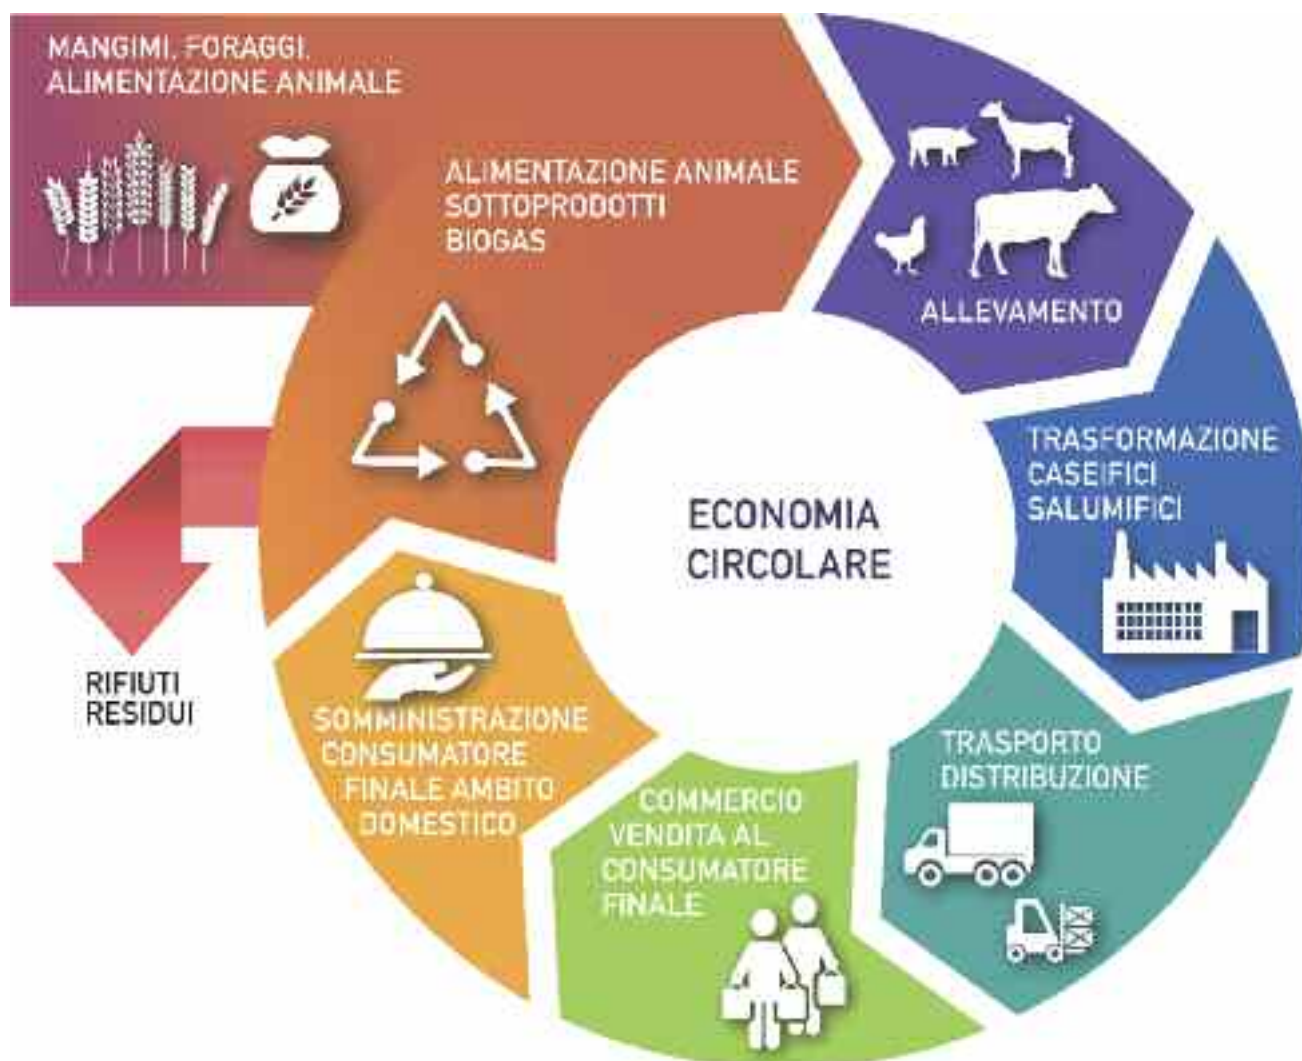 MANGIMI, FORAGGI,
ALIMENTAZIONE ANIMALE
ALIMENTAZIONE ANIMALE
SOTTOPRODOTTI
BIOGAS
ALLEVAMENTO
TRASFORMAZIONE
CASEIFICI
SALUMIFICI
ECONOMIA
CIRCOLARE
TRASPORTO
DISTRIBUZIONE
COMMERCIO
VENDITA AL
CONSUMATORE
FINALE
SOMMINISTRAZIONE
CONSUMATORE
FINALE AMBITO
DOMESTICO
RIFIUTI
RESIDUI